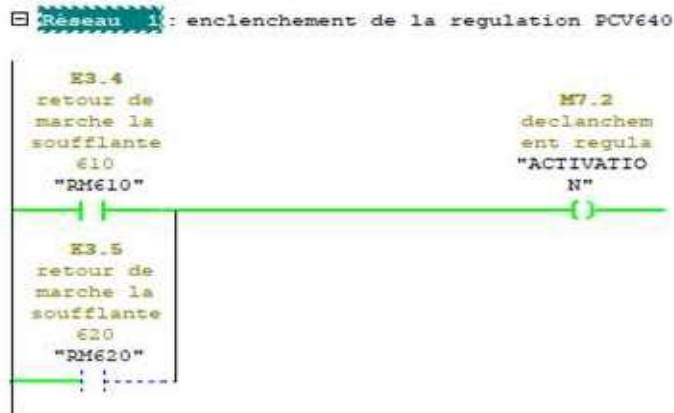 Réseau 1 : enclenchement de la regulation PCV640
E3.4
retour de
marche la
soufflante
610
"RM610"
M7.2
declanchem
ent regula
"ACTIVATIO
N"
E3.5
retour de
marche la
soufflante
620
"RM620"